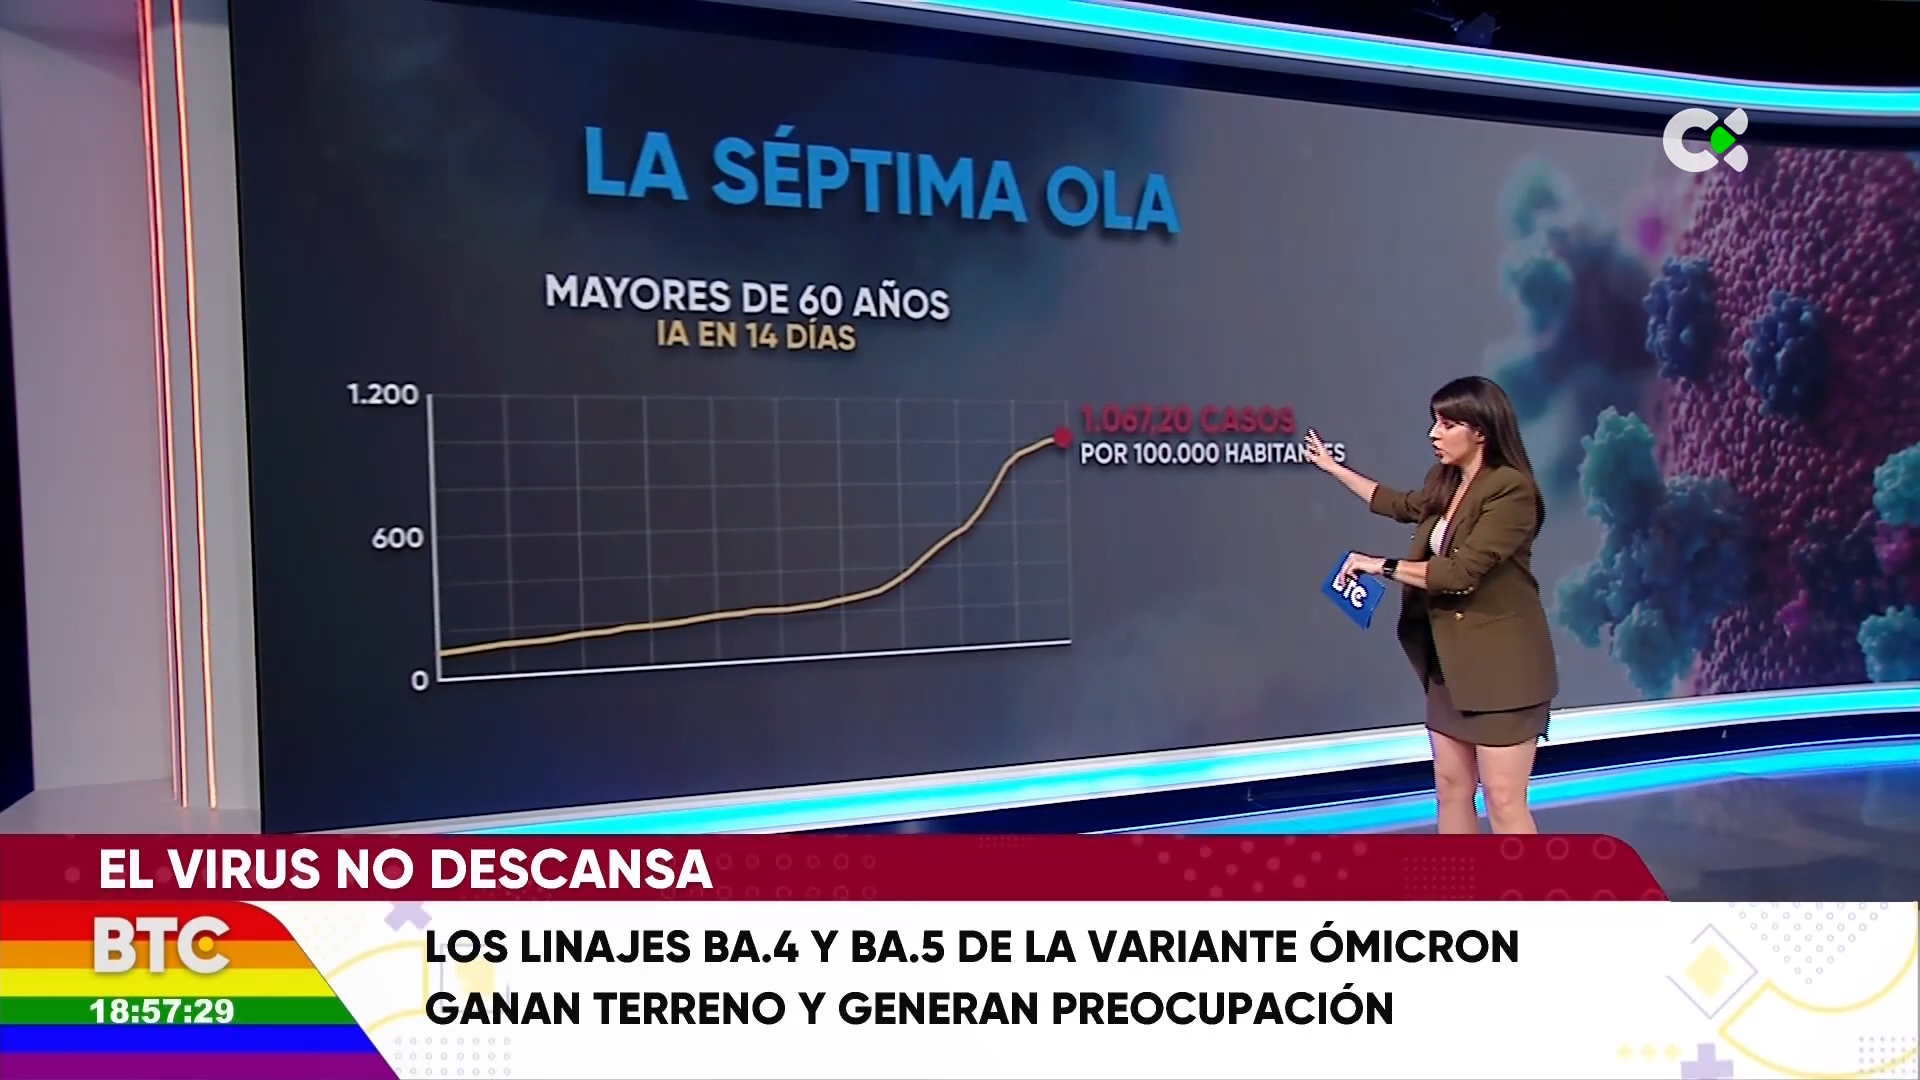 LA SÉPTIMA OLA
MAYORES DE 60 AÑOS
IA EN 14 DÍAS
1.200
600
0
1.067,20 CASOS
POR 100.000 HABITANTES
BTC
EL VIRUS NO DESCANSA
BTC
18:57:29
LOS LINAJES BA.4 Y BA.5 DE LA VARIANTE ÓMICRON
GANAN TERRENO Y GENERAN PREOCUPACIÓN